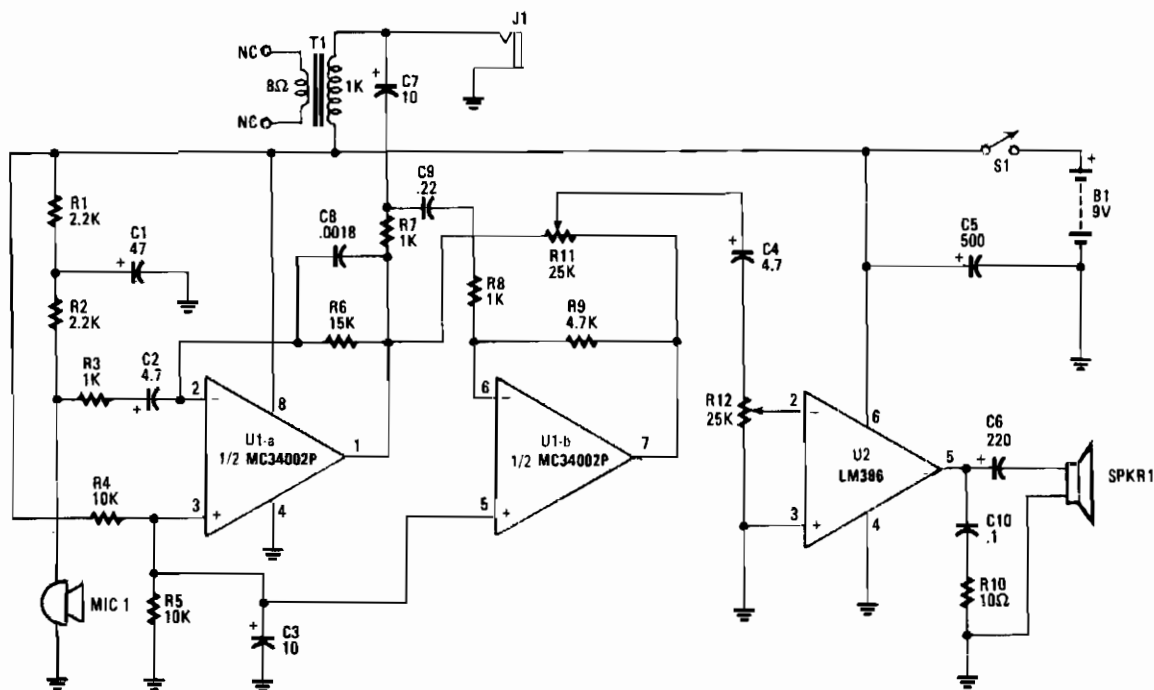 J1
NC
T1
8Ω
1K
NC
+
C7
10
S1
+
B1
9V
R1
2.2K
C1
47
+
C9
.22
C8
.0018
R7
1K
R11
25K
+
C4
4.7
C5
500
+
R2
2.2K
R6
15K
R8
1K
R9
4.7K
R3
1K
C2
4.7
+
2
−
8
U1-a
1/2 MC34002P
1
3
+
4
6
−
U1-b
1/2 MC34002P
7
5
+
R12
25K
2
−
6
U2
LM386
5
3
+
4
C6
220
+
SPKR1
R4
10K
C10
.1
MIC 1
R5
10K
+
C3
10
R10
10Ω